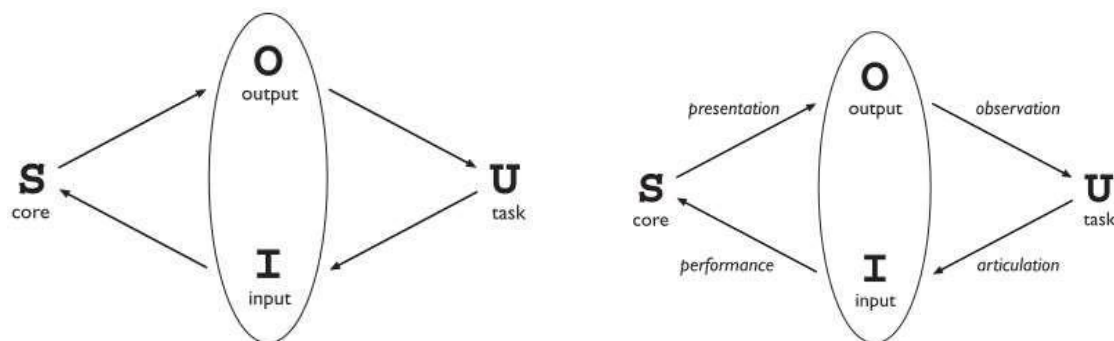 O
output
S
core
U
task
I
input
O
output
presentation
observation
S
core
U
task
performance
articulation
I
input